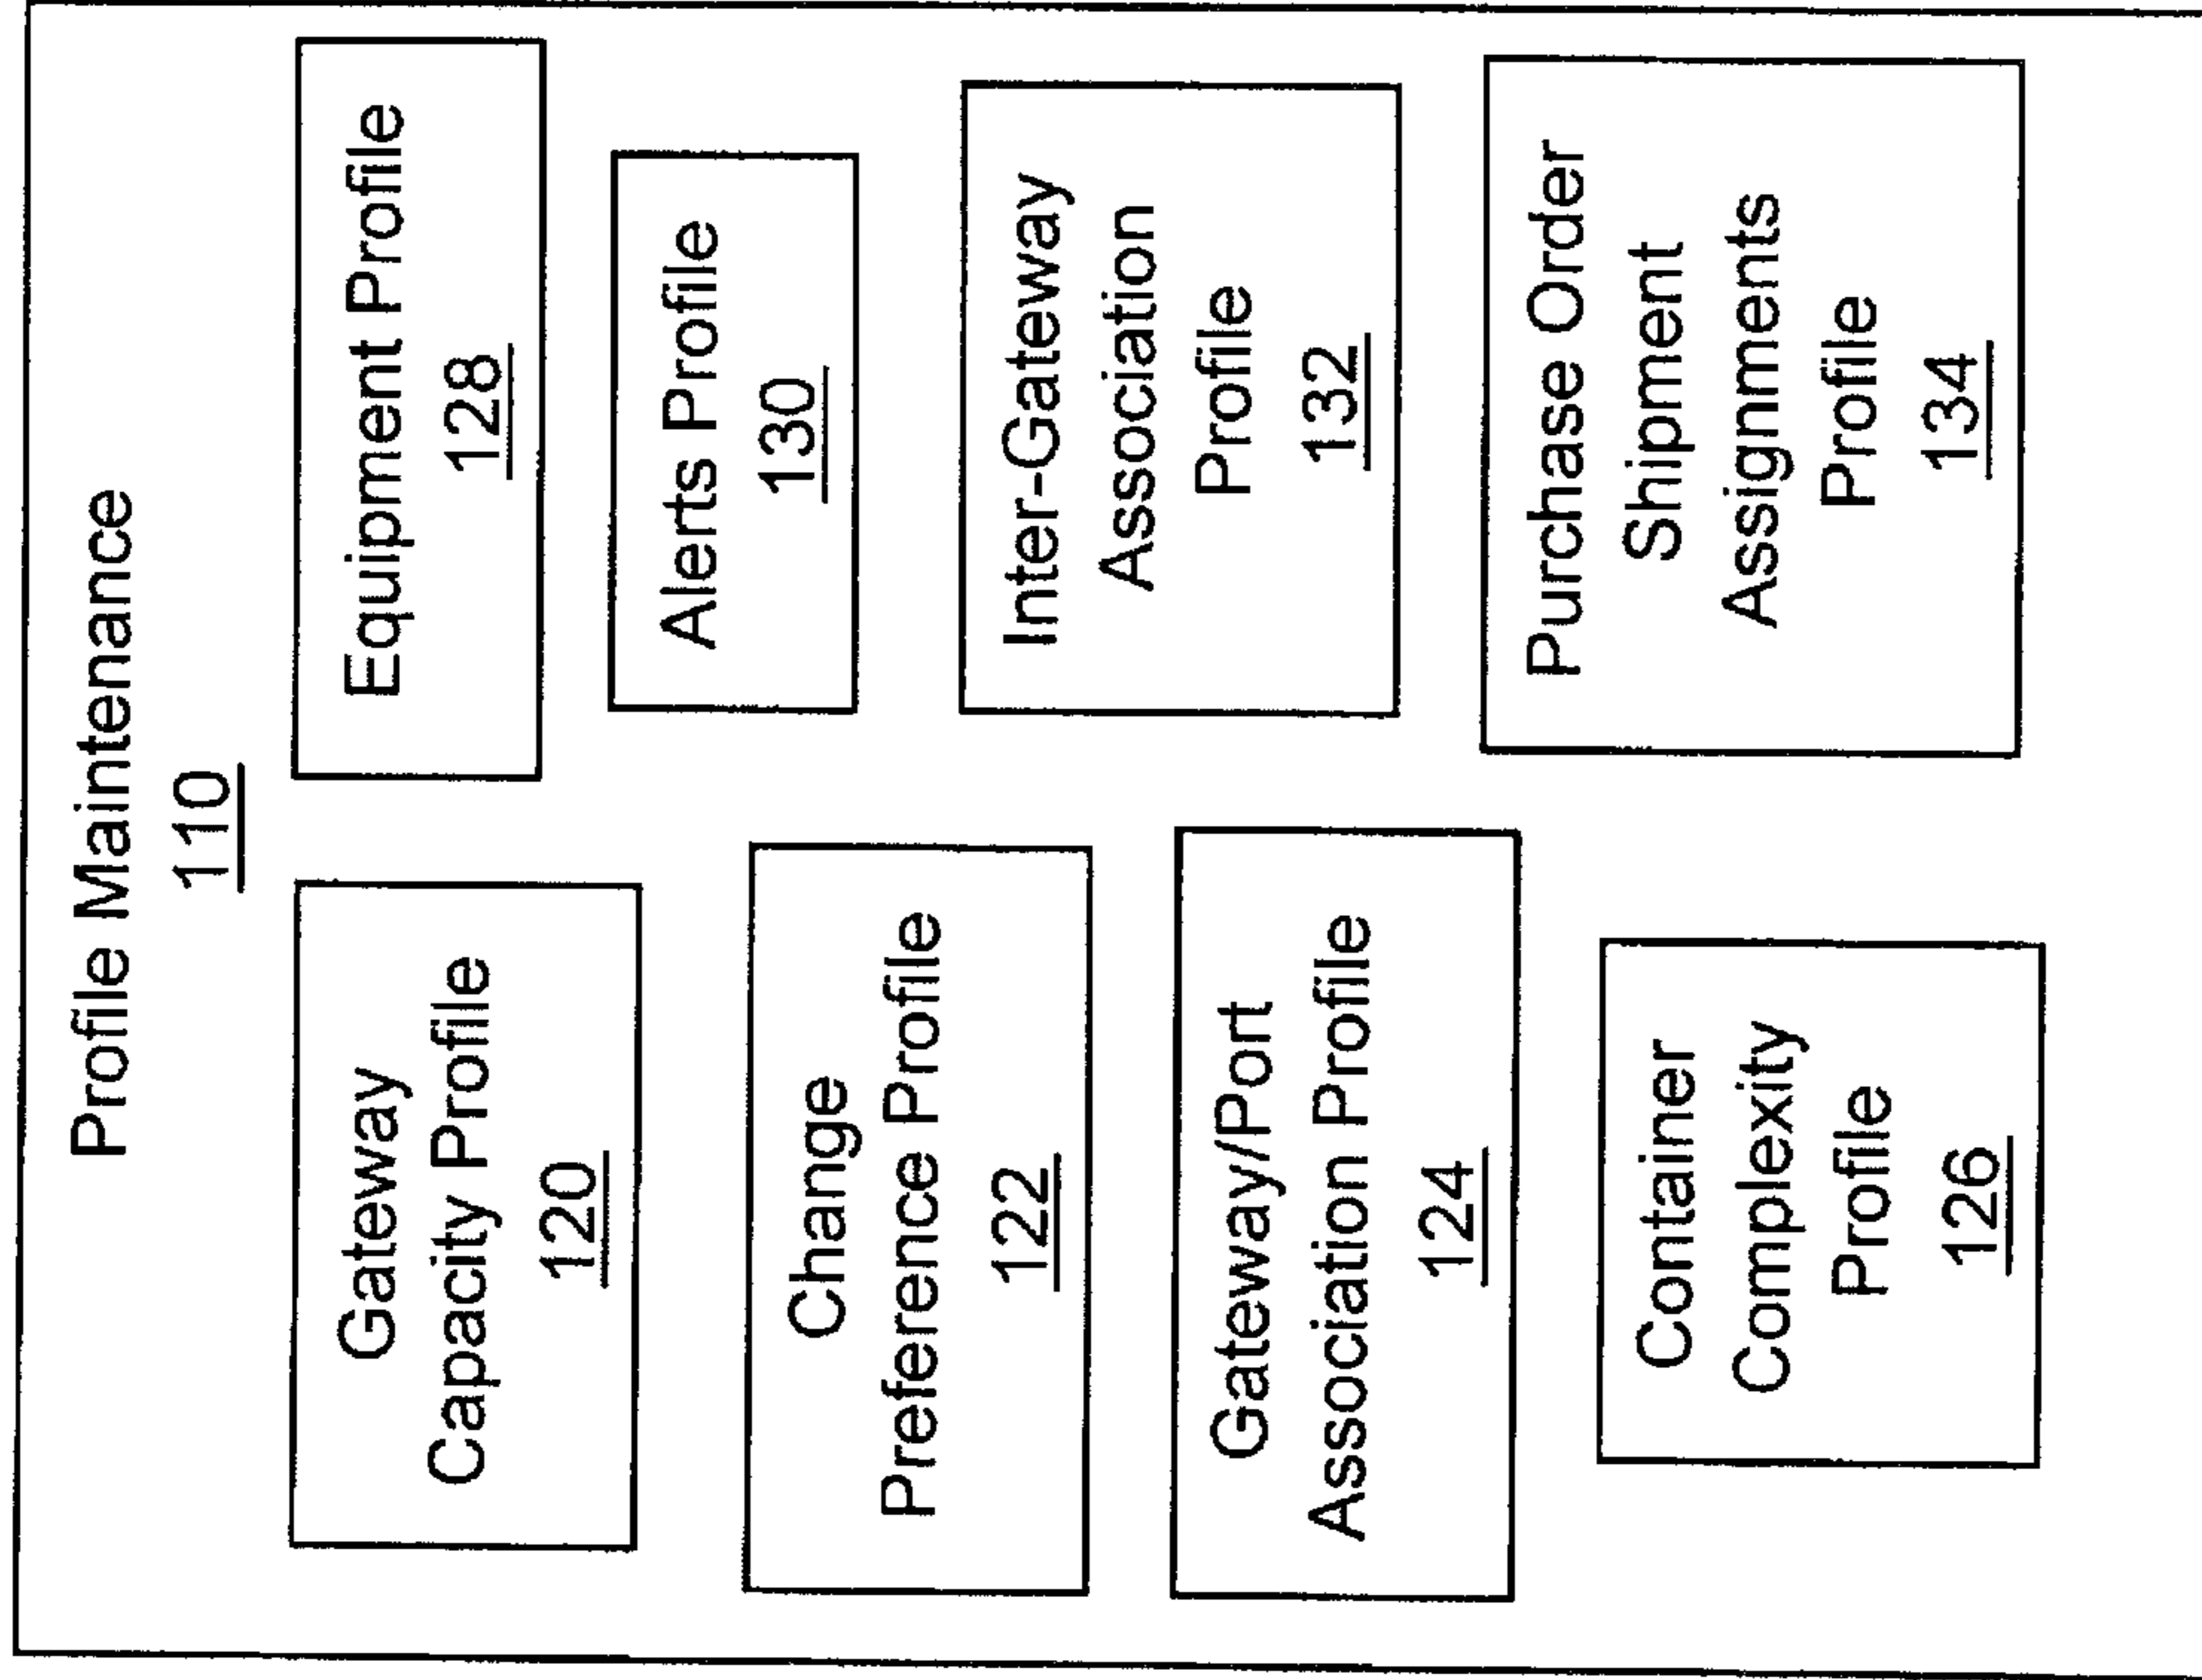 Profile Maintenance
110
Gateway
Capacity Profile
120
Change
Preference Profile
122
Gateway/Port
Association Profile
124
Container
Complexity
Profile
126
Equipment Profile
128
Alerts Profile
130
Inter-Gateway
Association
Profile
132
Purchase Order
Shipment
Assignments
Profile
134